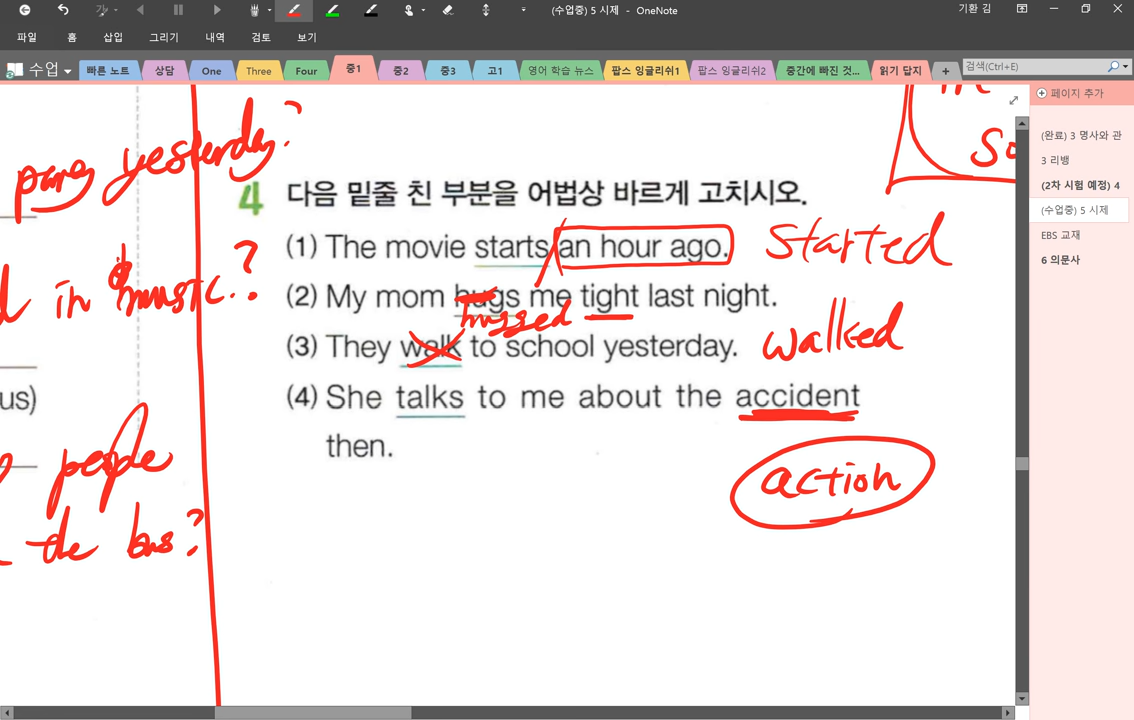 (수업중) 5 시제 - OneNote
기환 김
파일 홈 삽입 그리기 내역 검토 보기
수업 빠른 노트 상담 One Three Four 중1 중2 중3 고1 영어 학습 뉴스 팝스 잉글리쉬1 팝스 잉글리쉬2 중간에 빠진 것... 읽기 답지 + 검색(Ctrl+E)
페이지 추가
(완료) 3 명사와 관
3 리뱅
(2차 시험 예정) 4
(수업중) 5 시제
EBS 교재
6 의문사
yesterday?
in music.?
us)
people
the bus?
So
4 다음 밑줄 친 부분을 어법상 바르게 고치시오.
(1) The movie starts an hour ago. Started
(2) My mom hugs me tight last night.
(3) They walk to school yesterday. walked
(4) She talks to me about the accident
then.
action